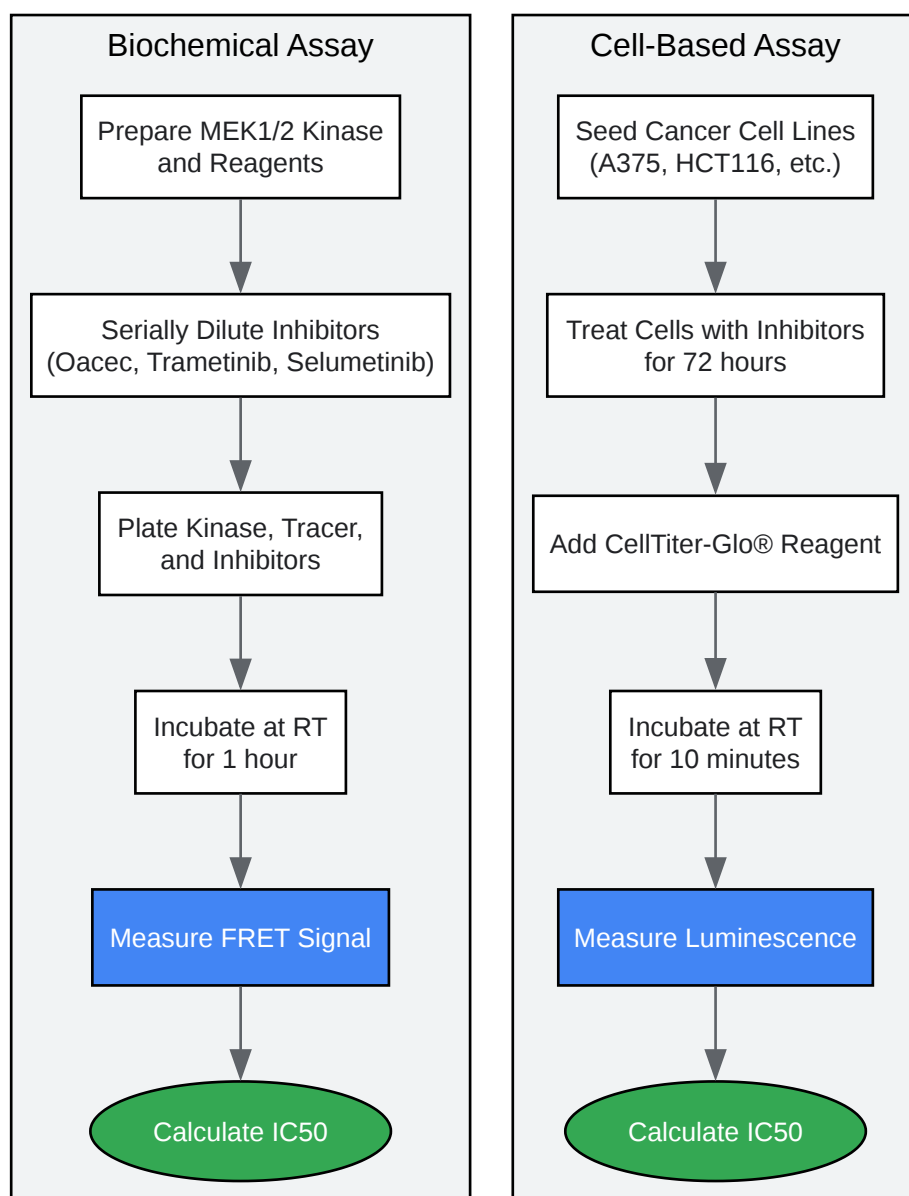 Biochemical Assay
Prepare MEK1/2 Kinase
and Reagents
Serially Dilute Inhibitors
(Oacec, Trametinib, Selumetinib)
Plate Kinase, Tracer,
and Inhibitors
Incubate at RT
for 1 hour
Measure FRET Signal
Calculate IC50
Cell-Based Assay
Seed Cancer Cell Lines
(A375, HCT116, etc.)
Treat Cells with Inhibitors
for 72 hours
Add CellTiter-Glo® Reagent
Incubate at RT
for 10 minutes
Measure Luminescence
Calculate IC50